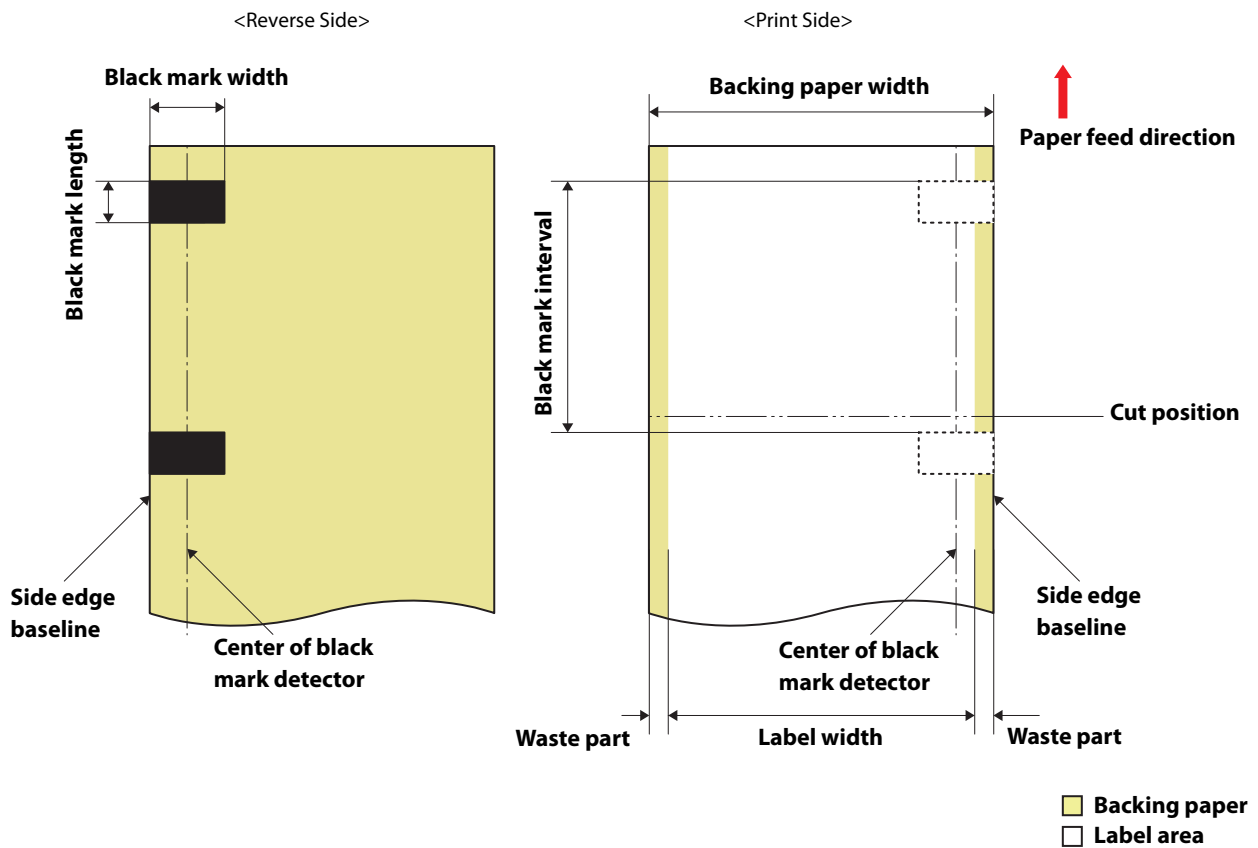 <Reverse Side>
<Print Side>
Black mark width
Backing paper width
Paper feed direction
Black mark length
Black mark interval
Cut position
Side edge
baseline
Center of black
mark detector
Side edge
baseline
Center of black
mark detector
Waste part
Label width
Waste part
Backing paper
Label area